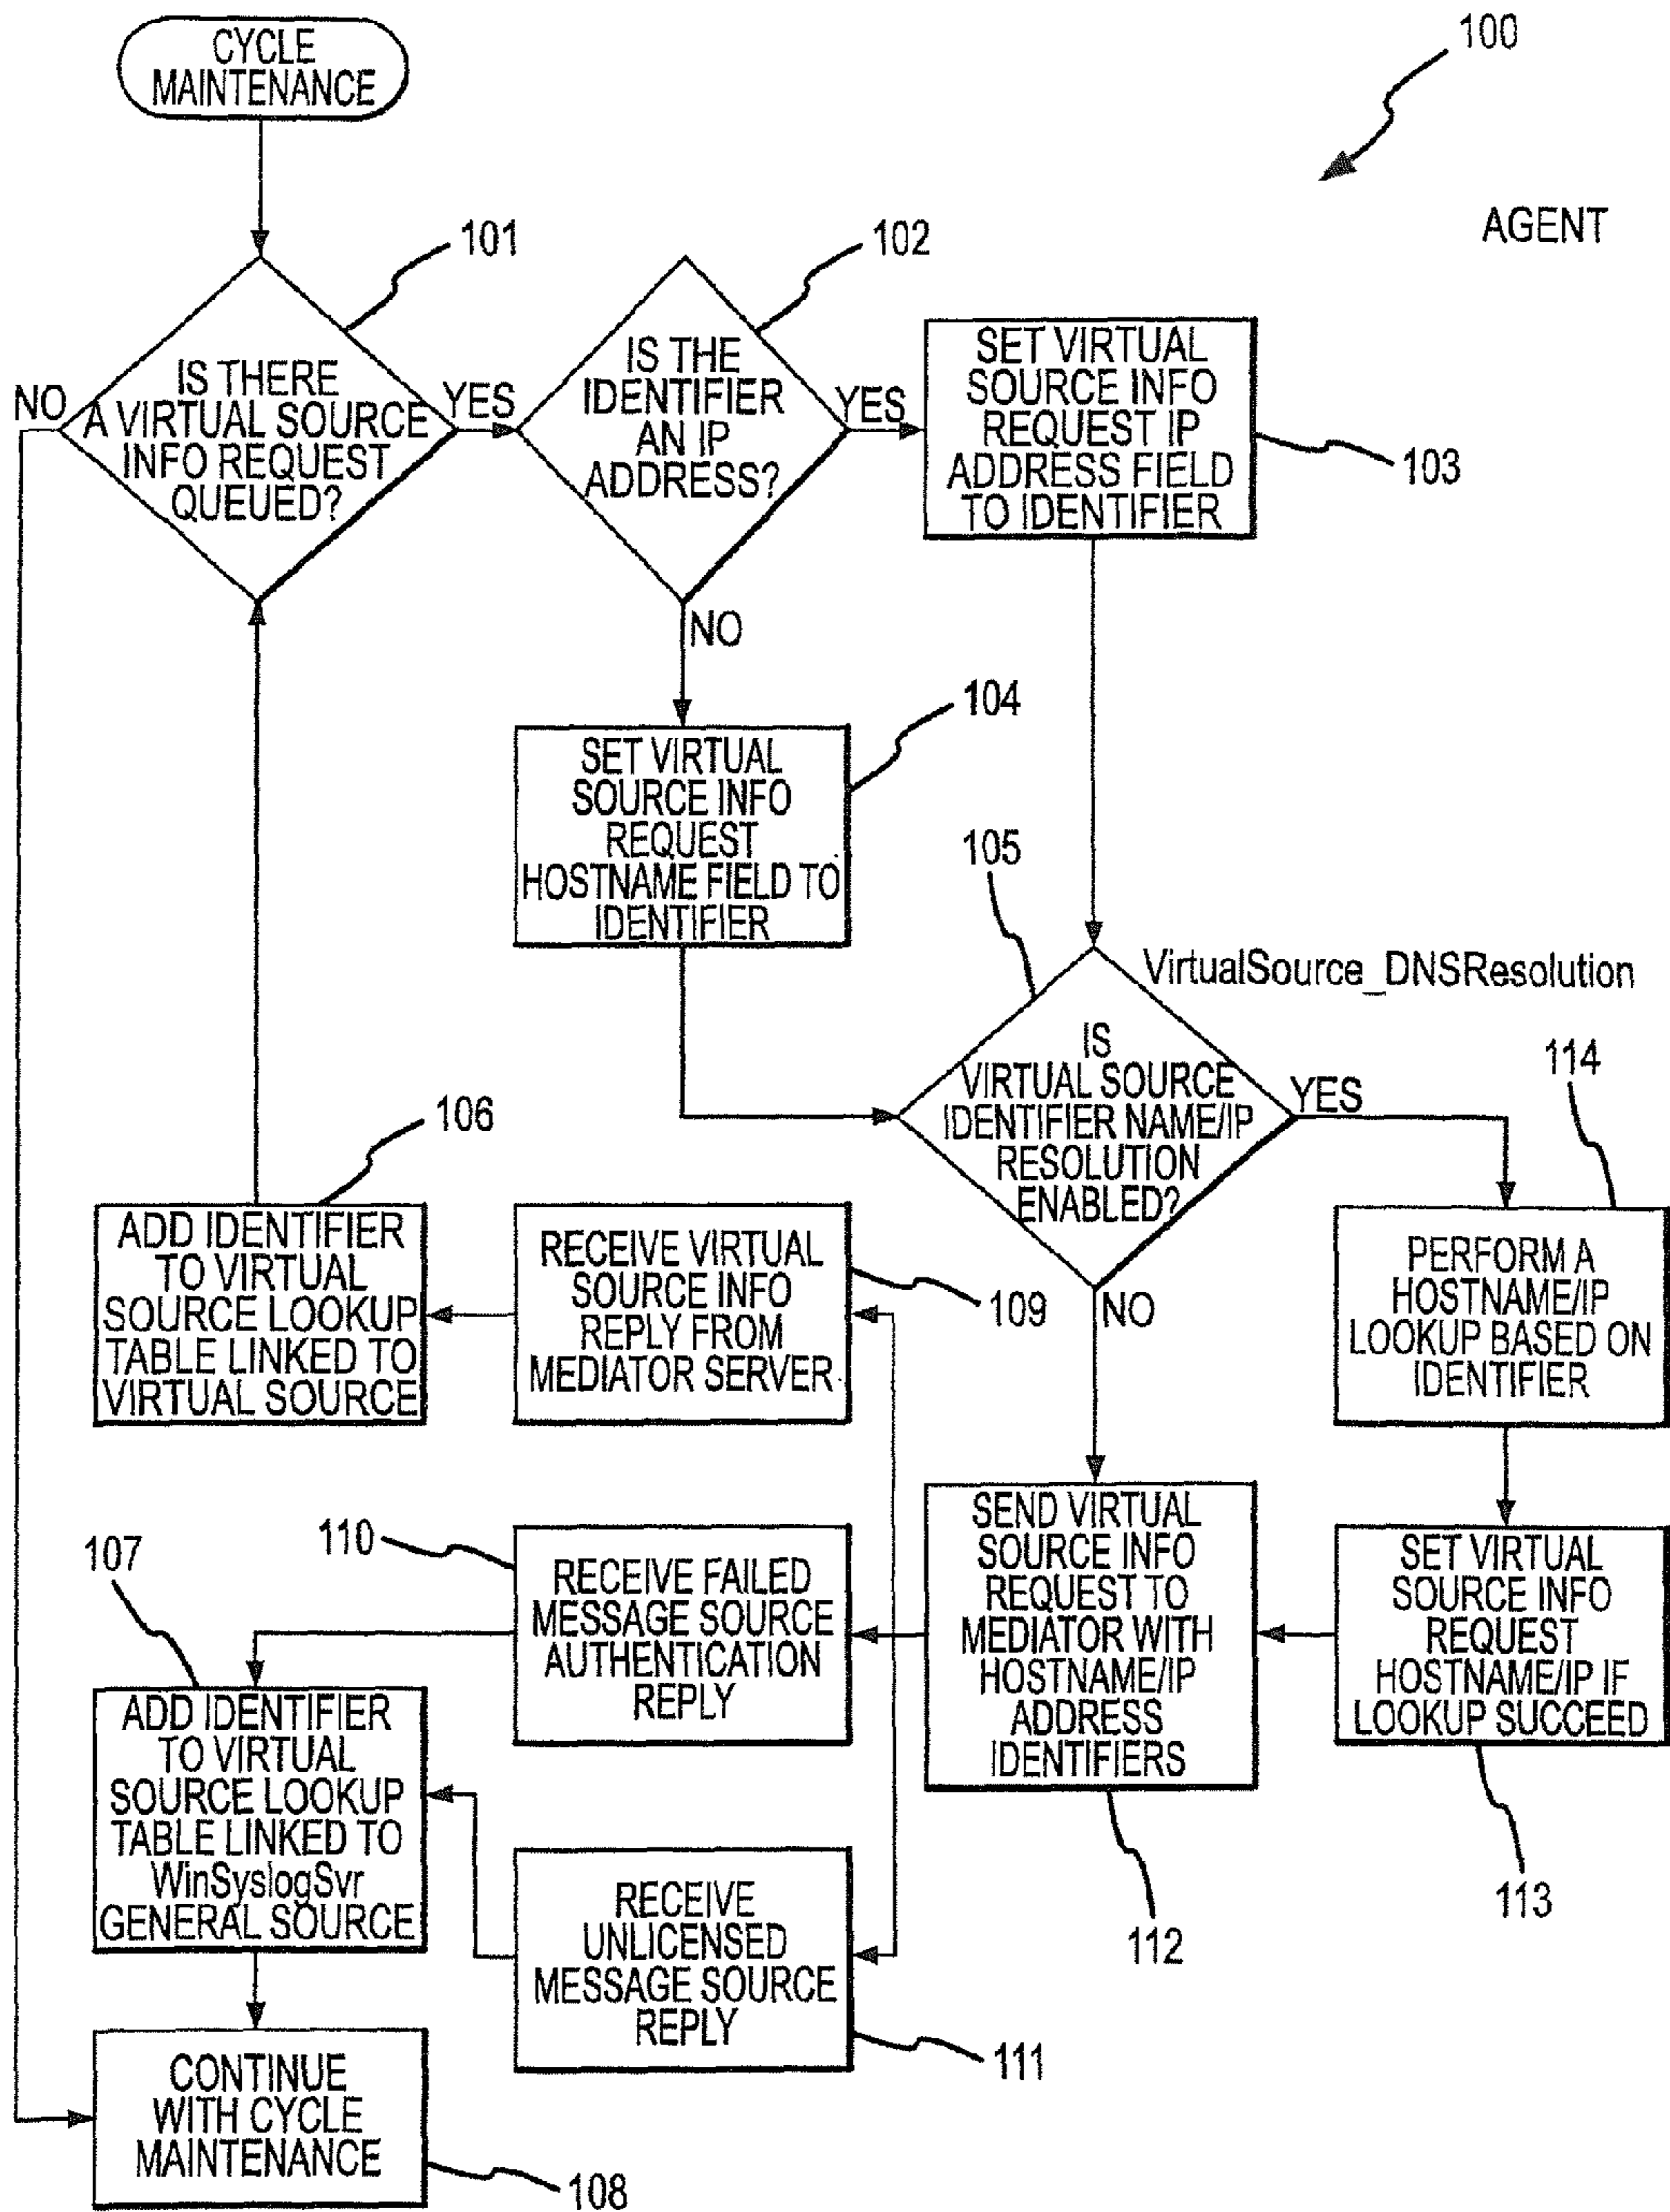 CYCLE
MAINTENANCE
100
AGENT
101
102
IS THERE
A VIRTUAL SOURCE
INFO REQUEST
QUEUED?
NO
YES
IS THE
IDENTIFIER
AN IP
ADDRESS?
YES
NO
SET VIRTUAL
SOURCE INFO
REQUEST IP
ADDRESS FIELD
TO IDENTIFIER
103
104
SET VIRTUAL
SOURCE INFO
REQUEST
HOSTNAME FIELD TO
IDENTIFIER
105
VirtualSource_DNSResolution
IS
VIRTUAL SOURCE
IDENTIFIER NAME/IP
RESOLUTION
ENABLED?
YES
NO
114
PERFORM A
HOSTNAME/IP
LOOKUP BASED ON
IDENTIFIER
106
ADD IDENTIFIER
TO VIRTUAL
SOURCE LOOKUP
TABLE LINKED TO
VIRTUAL SOURCE
RECEIVE VIRTUAL
SOURCE INFO
REPLY FROM
MEDIATOR SERVER
109
110
RECEIVE FAILED
MESSAGE SOURCE
AUTHENTICATION
REPLY
SEND VIRTUAL
SOURCE INFO
REQUEST TO
MEDIATOR WITH
HOSTNAME/IP
ADDRESS
IDENTIFIERS
112
SET VIRTUAL
SOURCE INFO
REQUEST
HOSTNAME/IP IF
LOOKUP SUCCEED
113
107
ADD IDENTIFIER
TO VIRTUAL
SOURCE LOOKUP
TABLE LINKED TO
WinSyslogSvr
GENERAL SOURCE
RECEIVE
UNLICENSED
MESSAGE SOURCE
REPLY
111
CONTINUE
WITH CYCLE
MAINTENANCE
108